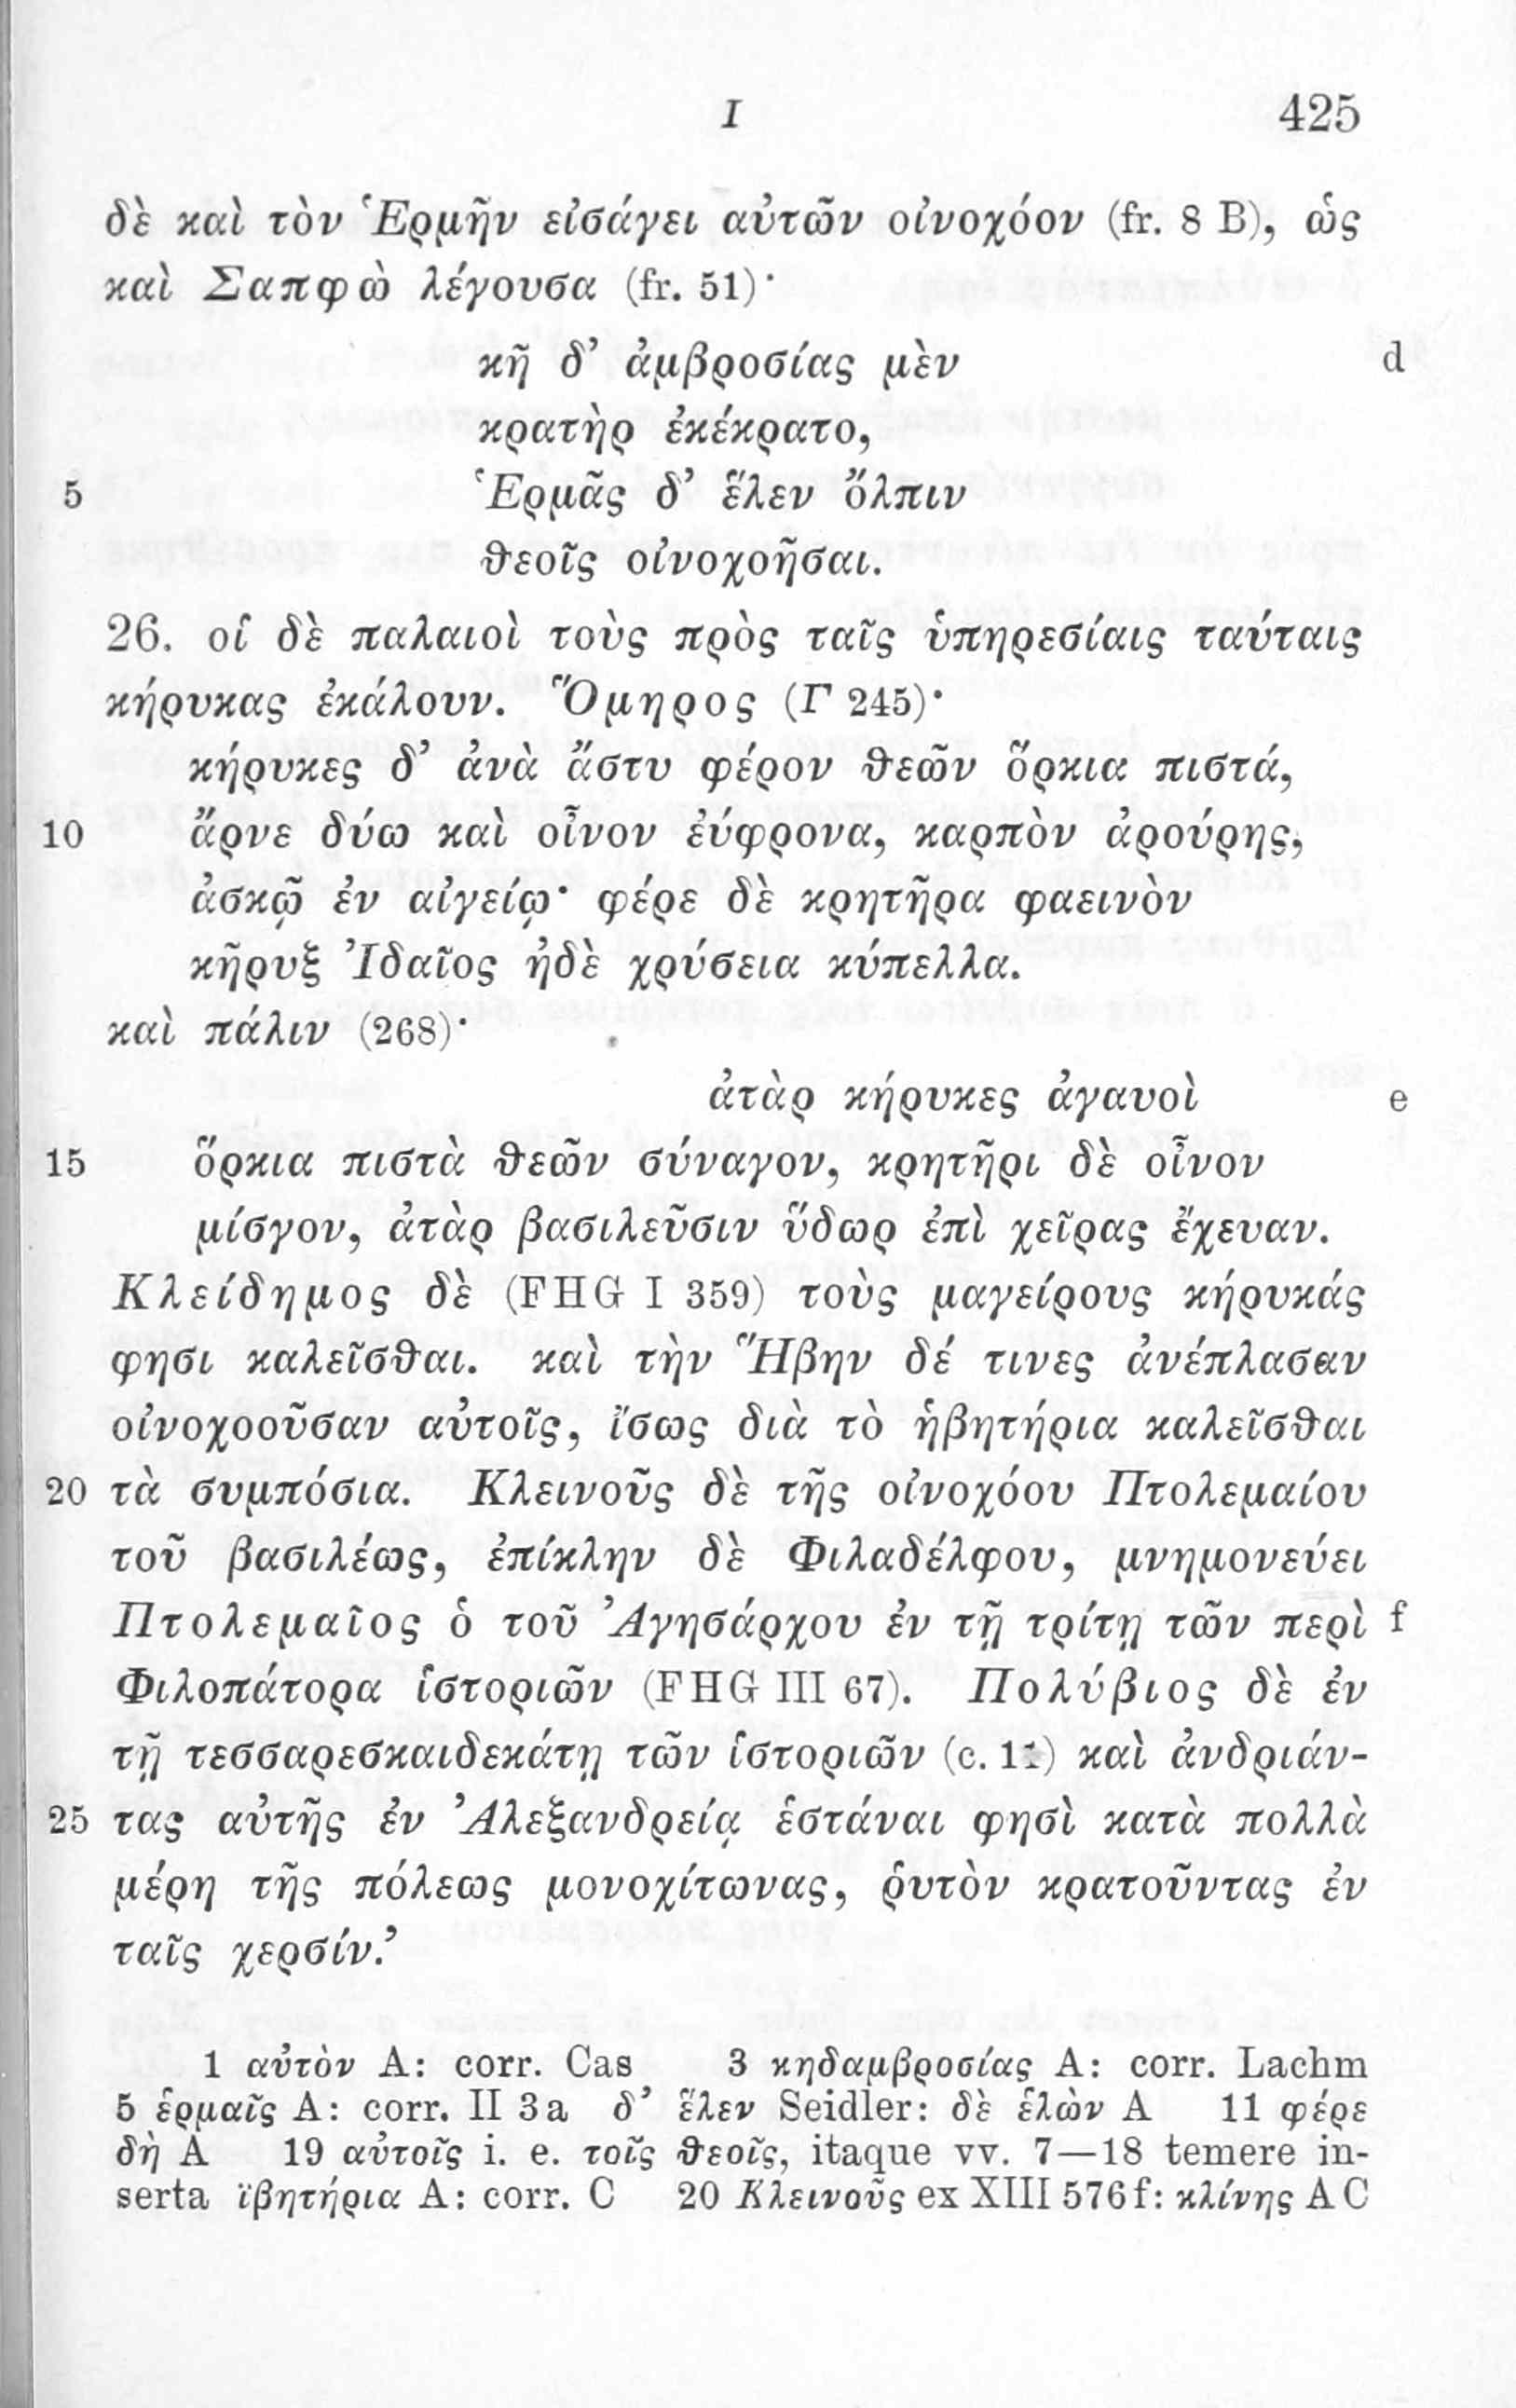 I 425
δὲ καὶ τὸν Ἑρμῆν εἰσάγει αὐτῶν οἰνοχόον (fr. 8 B), ὡς
καὶ Σαπφὼ λέγουσα (fr. 51)·
κῆ δ’ ἀμβροσίας μὲν d
κρατὴρ ἐκέκρατο,
5 Ἑρμᾶς δ’ ἕλεν ὄλπιν
θεοῖς οἰνοχοῆσαι.
26. οἱ δὲ παλαιοὶ τοὺς πρὸς ταῖς ὑπηρεσίαις ταύταις
κήρυκας ἐκάλουν. Ὅμηρος (Γ 245)·
κήρυκες δ’ ἀνὰ ἄστυ φέρον θεῶν ὅρκια πιστά,
10 ἄρνε δύω καὶ οἶνον ἐύφρονα, καρπὸν ἀρούρης,
ἀσκῷ ἐν αἰγείῳ· φέρε δὲ κρητῆρα φαεινὸν
κῆρυξ Ἰδαῖος ἠδὲ χρύσεια κύπελλα.
καὶ πάλιν (268)·
ἀτὰρ κήρυκες ἀγαυοὶ e
15 ὅρκια πιστὰ θεῶν σύναγον, κρητῆρι δὲ οἶνον
μίσγον, ἀτὰρ βασιλεῦσιν ὕδωρ ἐπὶ χεῖρας ἔχευαν.
Κλείδημος δὲ (FHG I 359) τοὺς μαγείρους κήρυκάς
φησι καλεῖσθαι. καὶ τὴν Ἥβην δέ τινες ἀνέπλασαν
οἰνοχοοῦσαν αὐτοῖς, ἴσως διὰ τὸ ἡβητήρια καλεῖσθαι
20 τὰ συμπόσια. Κλεινοῦς δὲ τῆς οἰνοχόου Πτολεμαίου
τοῦ βασιλέως, ἐπίκλην δὲ Φιλαδέλφου, μνημονεύει
Πτολεμαῖος ὁ τοῦ Ἀγησάρχου ἐν τῇ τρίτῃ τῶν περὶ f
Φιλοπάτορα ἱστοριῶν (FHG III 67). Πολύβιος δὲ ἐν
τῇ τεσσαρεσκαιδεκάτῃ τῶν ἱστοριῶν (c. 11) καὶ ἀνδριάν-
25 τας αὐτῆς ἐν Ἀλεξανδρείᾳ ἑστάναι φησὶ κατὰ πολλὰ
μέρη τῆς πόλεως μονοχίτωνας, ῥυτὸν κρατοῦντας ἐν
ταῖς χερσίν.’
1 αὐτὸν A: corr. Cas 3 κηδαμβροσίας A: corr. Lachm
5 ἑρμαῖς A: corr. II 3a δ’ ἕλεν Seidler: δὲ ἑλὼν A 11 φέρε
δὴ A 19 αὐτοῖς i. e. τοῖς θεοῖς, itaque vv. 7—18 temere in-
serta ϊβητήρια A: corr. C 20 Κλεινοῦς ex XIII 576f: κλίνης A C